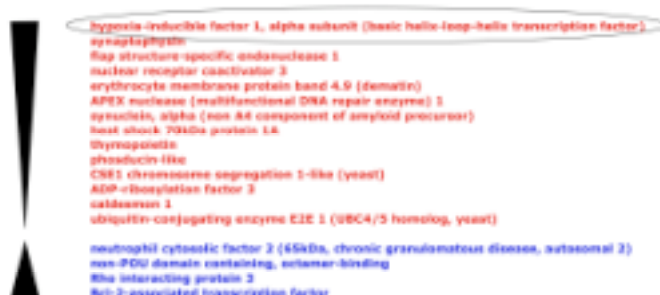 hypoxia-inducible factor 1, alpha subunit (basic helix-loop-helix transcription factor)
synaptophysin
flap structure-specific endonuclease 1
nuclear receptor coactivator 3
erythrocyte membrane protein band 4.9 (dematin)
APEX nuclease (multifunctional DNA repair enzyme) 1
synuclein, alpha (non A4 component of amyloid precursor)
heat shock 70kDa protein 1A
thymopoietin
phosducin-like
CSE1 chromosome segregation 1-like (yeast)
ADP-ribosylation factor 3
caldesmon 1
ubiquitin-conjugating enzyme E2E 1 (UBC4/5 homolog, yeast)
neutrophil cytosolic factor 2 (65kDa, chronic granulomatous disease, autosomal 2)
non-POU domain containing, octamer-binding
Rho interacting protein 3
Bcl-2-associated transcription factor